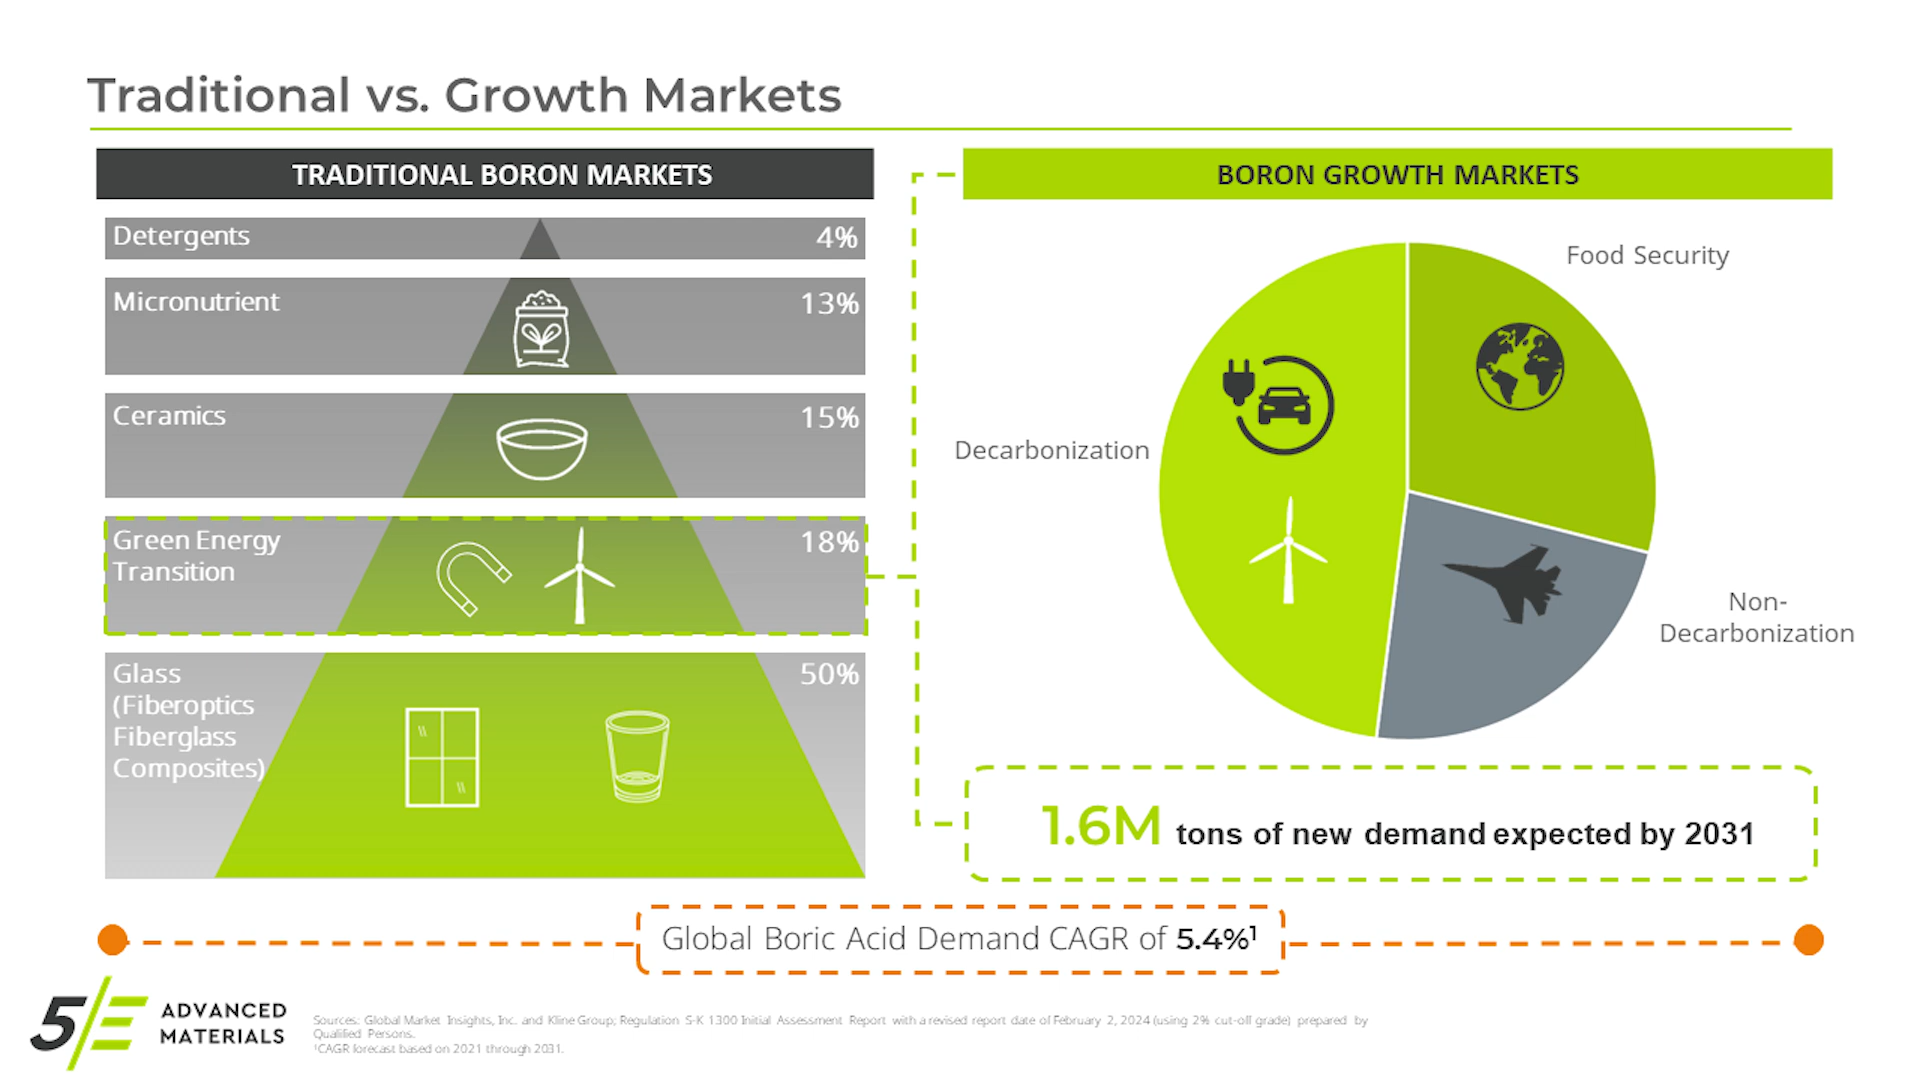 Traditional vs. Growth Markets
TRADITIONAL BORON MARKETS
Detergents
4%
Micronutrient
13%
Ceramics
15%
Green Energy
Transition
18%
Glass
(Fiberoptics
Fiberglass
Composites)
50%
BORON GROWTH MARKETS
Food Security
Decarbonization
Non-
Decarbonization
1.6M tons of new demand expected by 2031
Global Boric Acid Demand CAGR of 5.4%¹
5E ADVANCED
MATERIALS
Sources: Global Market Insights, Inc. and Kline Group; Regulation S-K 1300 Initial Assessment Report with a revised report date of February 2, 2024 (using 2% cut-off grade) prepared by
Qualified Persons.
¹CAGR forecast based on 2021 through 2031.